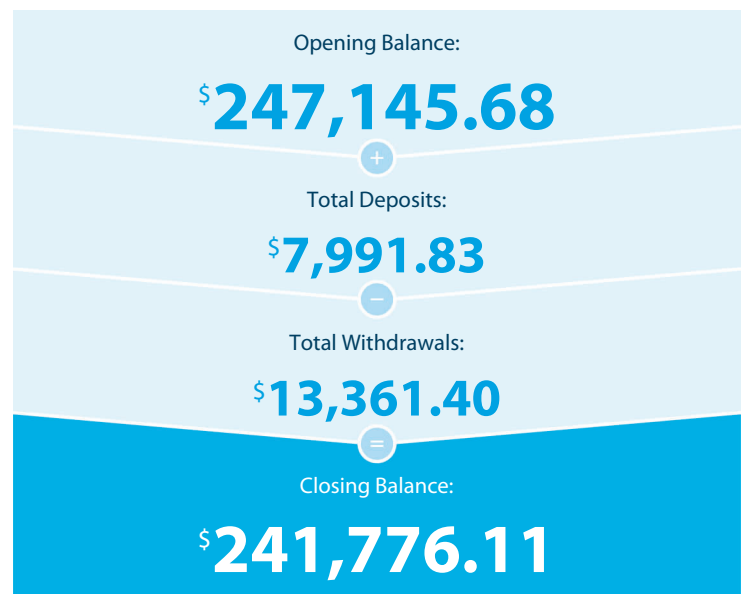 Opening Balance:
$247,145.68
+
Total Deposits:
$7,991.83
−
Total Withdrawals:
$13,361.40
=
Closing Balance:
$241,776.11